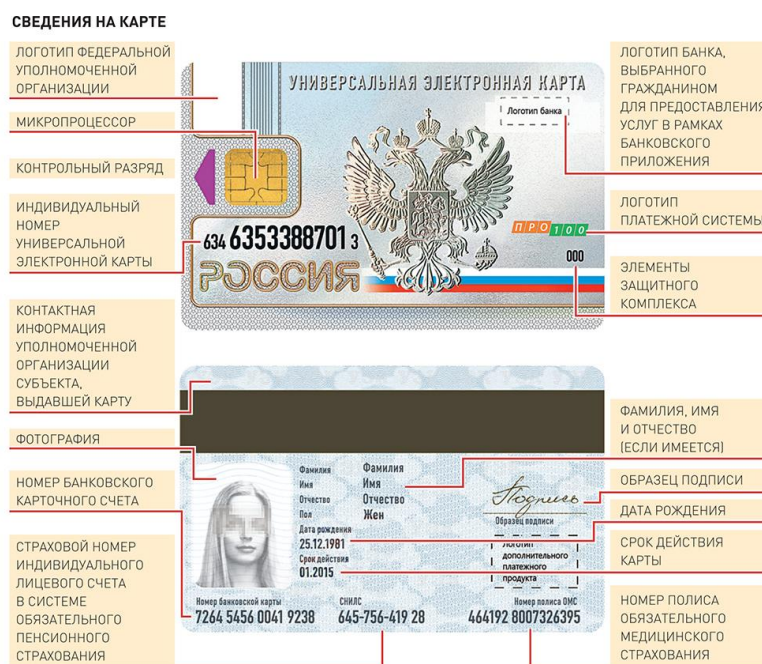 СВЕДЕНИЯ НА КАРТЕ
ЛОГОТИП ФЕДЕРАЛЬНОЙ
УПОЛНОМОЧЕННОЙ
ОРГАНИЗАЦИИ
МИКРОПРОЦЕССОР
КОНТРОЛЬНЫЙ РАЗРЯД
ИНДИВИДУАЛЬНЫЙ
НОМЕР
УНИВЕРСАЛЬНОЙ
ЭЛЕКТРОННОЙ КАРТЫ
КОНТАКТНАЯ
ИНФОРМАЦИЯ
УПОЛНОМОЧЕННОЙ
ОРГАНИЗАЦИИ
СУБЪЕКТА,
ВЫДАВШЕЙ КАРТУ
ФОТОГРАФИЯ
НОМЕР БАНКОВСКОГО
КАРТОЧНОГО СЧЕТА
СТРАХОВОЙ НОМЕР
ИНДИВИДУАЛЬНОГО
ЛИЦЕВОГО СЧЕТА
В СИСТЕМЕ
ОБЯЗАТЕЛЬНОГО
ПЕНСИОННОГО
СТРАХОВАНИЯ
УНИВЕРСАЛЬНАЯ ЭЛЕКТРОННАЯ КАРТА
Логотип банка
ПРО100
634 6353388701 3
000
РОССИЯ
Фамилия Фамилия
Имя Имя
Отчество Отчество
Пол Жен
Дата рождения
25.12.1981
Срок действия
01.2015
Подпись
Образец подписи
Логотип
дополнительного
платежного
продукта
Номер банковской карты СНИЛС Номер полиса ОМС
7264 5456 0041 9238 645-756-419 28 464192 8007326395
ЛОГОТИП БАНКА,
ВЫБРАННОГО
ГРАЖДАНИНОМ
ДЛЯ ПРЕДОСТАВЛЕНИЯ
УСЛУГ В РАМКАХ
БАНКОВСКОГО
ПРИЛОЖЕНИЯ
ЛОГОТИП
ПЛАТЕЖНОЙ СИСТЕМЫ
ЭЛЕМЕНТЫ
ЗАЩИТНОГО
КОМПЛЕКСА
ФАМИЛИЯ, ИМЯ
И ОТЧЕСТВО
(ЕСЛИ ИМЕЕТСЯ)
ОБРАЗЕЦ ПОДПИСИ
ДАТА РОЖДЕНИЯ
СРОК ДЕЙСТВИЯ
КАРТЫ
НОМЕР ПОЛИСА
ОБЯЗАТЕЛЬНОГО
МЕДИЦИНСКОГО
СТРАХОВАНИЯ